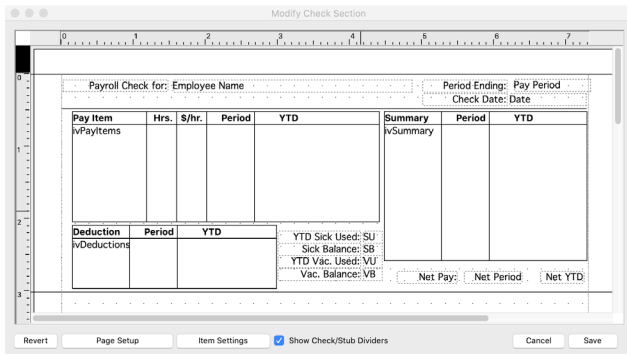 Modify Check Section
0 1 2 3 4 5 6 7
0
Payroll Check for: Employee Name
Period Ending: Pay Period
Check Date: Date
Pay Item Hrs. $/hr. Period YTD
ivPayItems
Summary Period YTD
ivSummary
1
2
Deduction Period YTD
ivDeductions
YTD Sick Used: SU
Sick Balance: SB
YTD Vac. Used: VU
Vac. Balance: VB
Net Pay: Net Period Net YTD
3
Revert Page Setup Item Settings Show Check/Stub Dividers Cancel Save